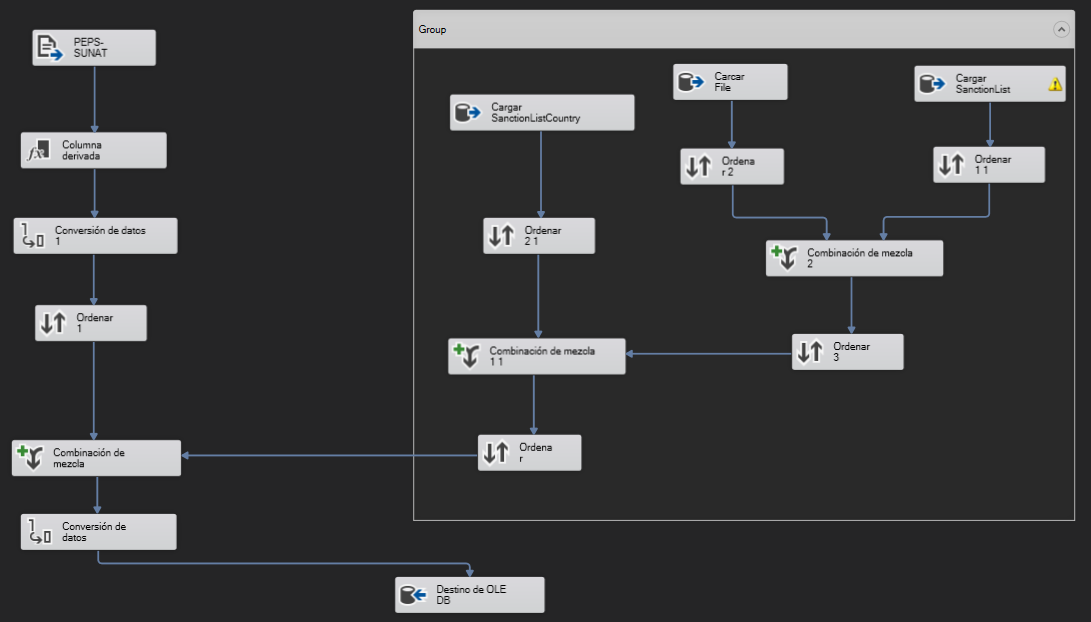 PEPS-
SUNAT
Columna
derivada
Conversión de datos
1
Ordenar
1
Combinación de
mezcla
Conversión de
datos
Destino de OLE
DB
Group
Cargar
SanctionListCountry
Carcar
File
Cargar
SanctionList
Ordenar
2 1
Ordena
r 2
Ordenar
1 1
Combinación de mezcla
2
Combinación de mezcla
1 1
Ordenar
3
Ordena
r